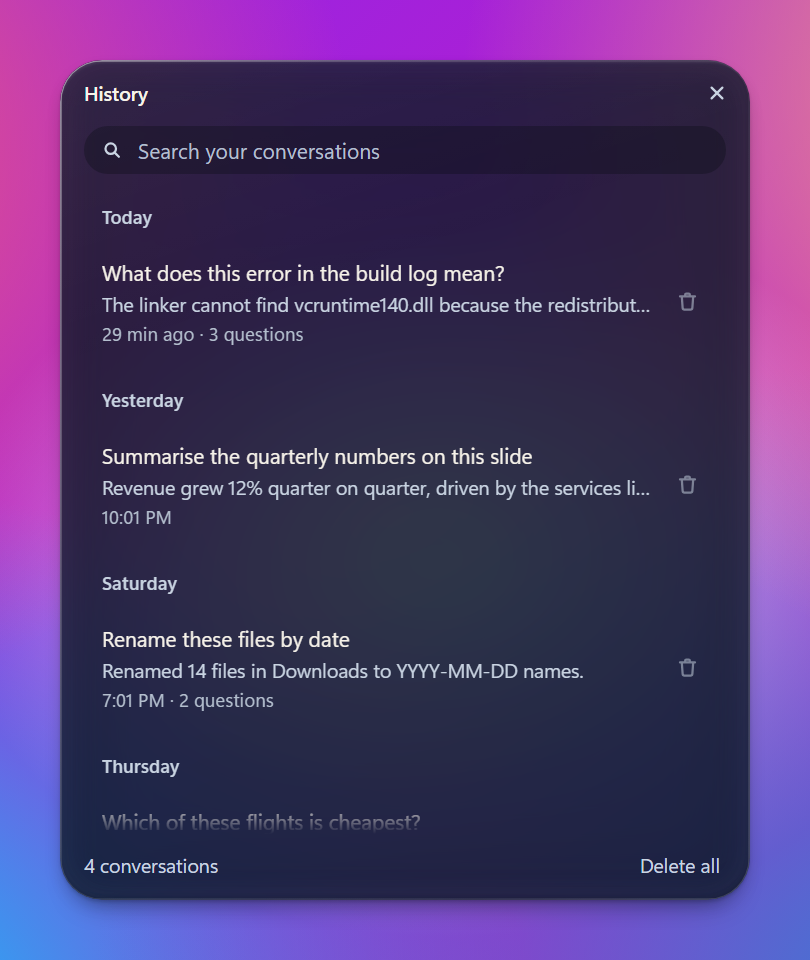 History
Search your conversations
Today
What does this error in the build log mean?
The linker cannot find vcruntime140.dll because the redistribut...
29 min ago · 3 questions
Yesterday
Summarise the quarterly numbers on this slide
Revenue grew 12% quarter on quarter, driven by the services li...
10:01 PM
Saturday
Rename these files by date
Renamed 14 files in Downloads to YYYY-MM-DD names.
7:01 PM · 2 questions
Thursday
Which of these flights is cheapest?
4 conversations
Delete all